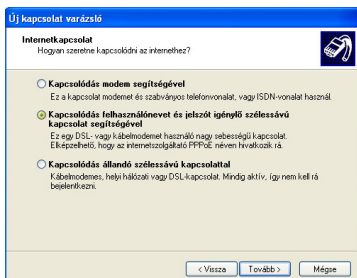 Új kapcsolat varázsló
Internetkapcsolat
Hogyan szeretne kapcsolódni az internethez?
Kapcsolódás modem segítségével
Ez a kapcsolat modemet és szabványos telefonvonalat, vagy ISDN-vonalat használ.
Kapcsolódás felhasználónevet és jelszót igénylő szélessávú
kapcsolat segítségével
Ez egy DSL- vagy kábelmodemet használó nagy sebességű kapcsolat.
Elképzelhető, hogy az internetszolgáltató PPPoE néven hivatkozik rá.
Kapcsolódás állandó szélessávú kapcsolattal
Kábelmodemes, helyi hálózati vagy DSL-kapcsolat. Mindig aktív, így nem kell rá
bejelentkezni.
< Vissza
Tovább >
Mégse